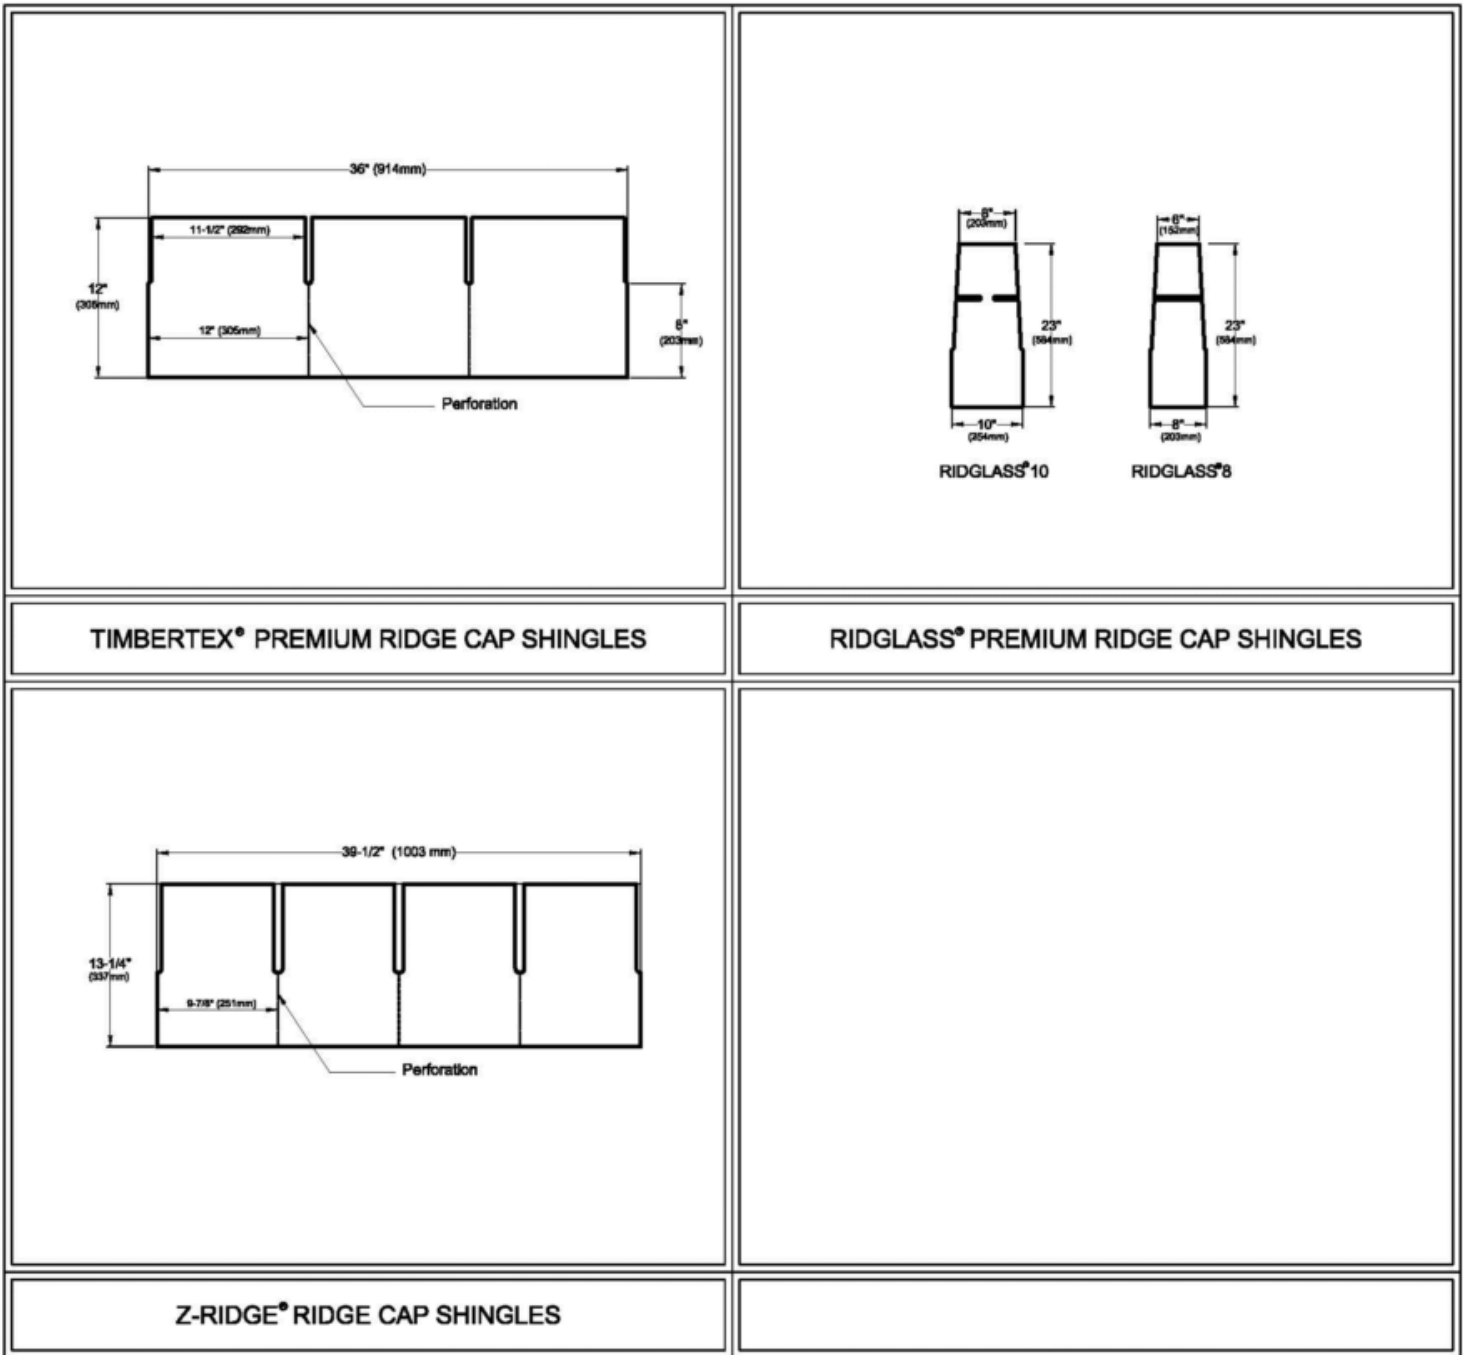 36" (914mm)
11-1/2" (292mm)
12"
(305mm)
12" (305mm)
8"
(203mm)
Perforation
8"
(203mm)
6"
(152mm)
23"
(584mm)
23"
(584mm)
10"
(254mm)
8"
(203mm)
RIDGLASS® 10
RIDGLASS® 8
TIMBERTEX® PREMIUM RIDGE CAP SHINGLES
RIDGLASS® PREMIUM RIDGE CAP SHINGLES
39-1/2" (1003 mm)
13-1/4"
(337mm)
9-7/8" (251mm)
Perforation
Z-RIDGE® RIDGE CAP SHINGLES